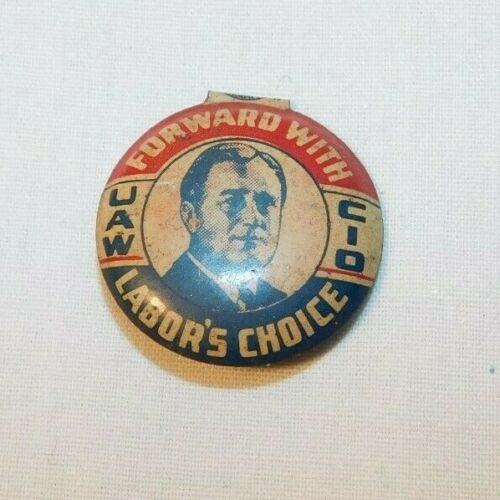 FORWARD WITH
UAW
CIO
LABOR'S CHOICE